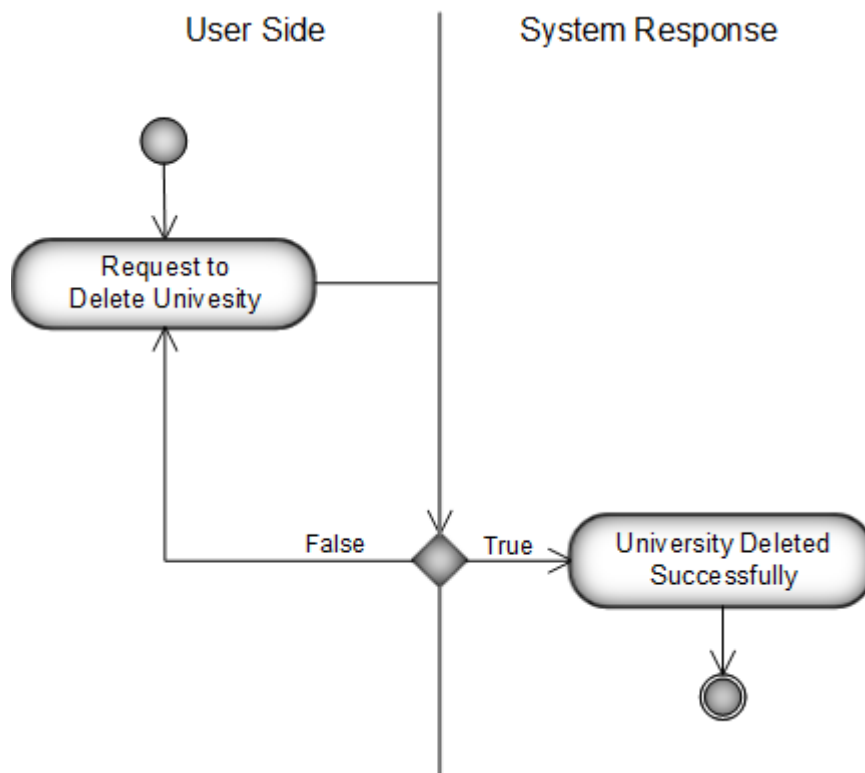 User Side
System Response
Request to
Delete Univesity
False
True
University Deleted
Successfully